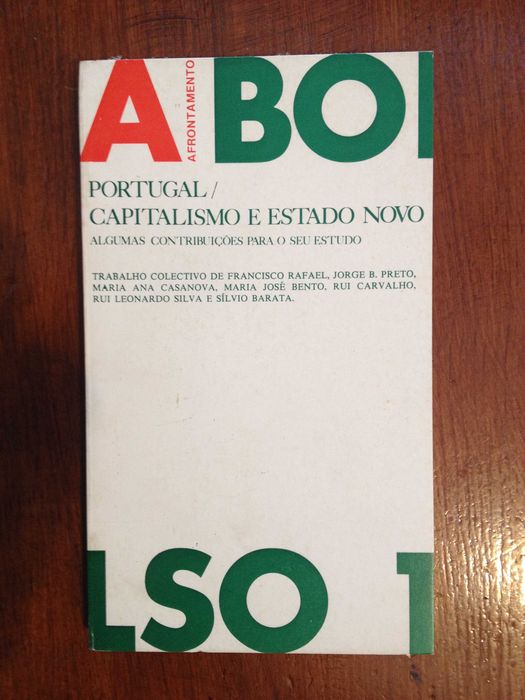 A
AFRONTAMENTO
BO
PORTUGAL/
CAPITALISMO E ESTADO NOVO
ALGUMAS CONTRIBUIÇÕES PARA O SEU ESTUDO
TRABALHO COLECTIVO DE FRANCISCO RAFAEL, JORGE B. PRETO,
MARIA ANA CASANOVA, MARIA JOSÉ BENTO, RUI CARVALHO,
RUI LEONARDO SILVA E SÍLVIO BARATA.
LSO 1